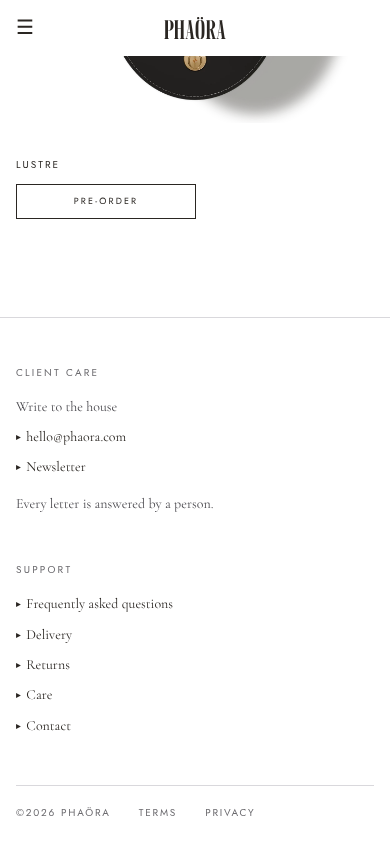 PHAÖRA
LUSTRE
PRE-ORDER
CLIENT CARE
Write to the house
▸ hello@phaora.com
▸ Newsletter
Every letter is answered by a person.
SUPPORT
▸ Frequently asked questions
▸ Delivery
▸ Returns
▸ Care
▸ Contact
©2026 PHAÖRA TERMS PRIVACY